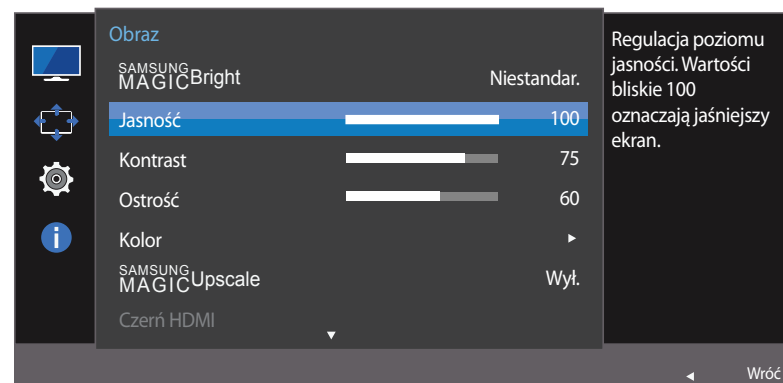 Obraz
SAMSUNG MAGIC Bright Niestandar.
Jasność 100
Kontrast 75
Ostrość 60
Kolor
SAMSUNG MAGIC Upscale Wył.
Czerń HDMI
Regulacja poziomu
jasności. Wartości
bliskie 100
oznaczają jaśniejszy
ekran.
Wróć